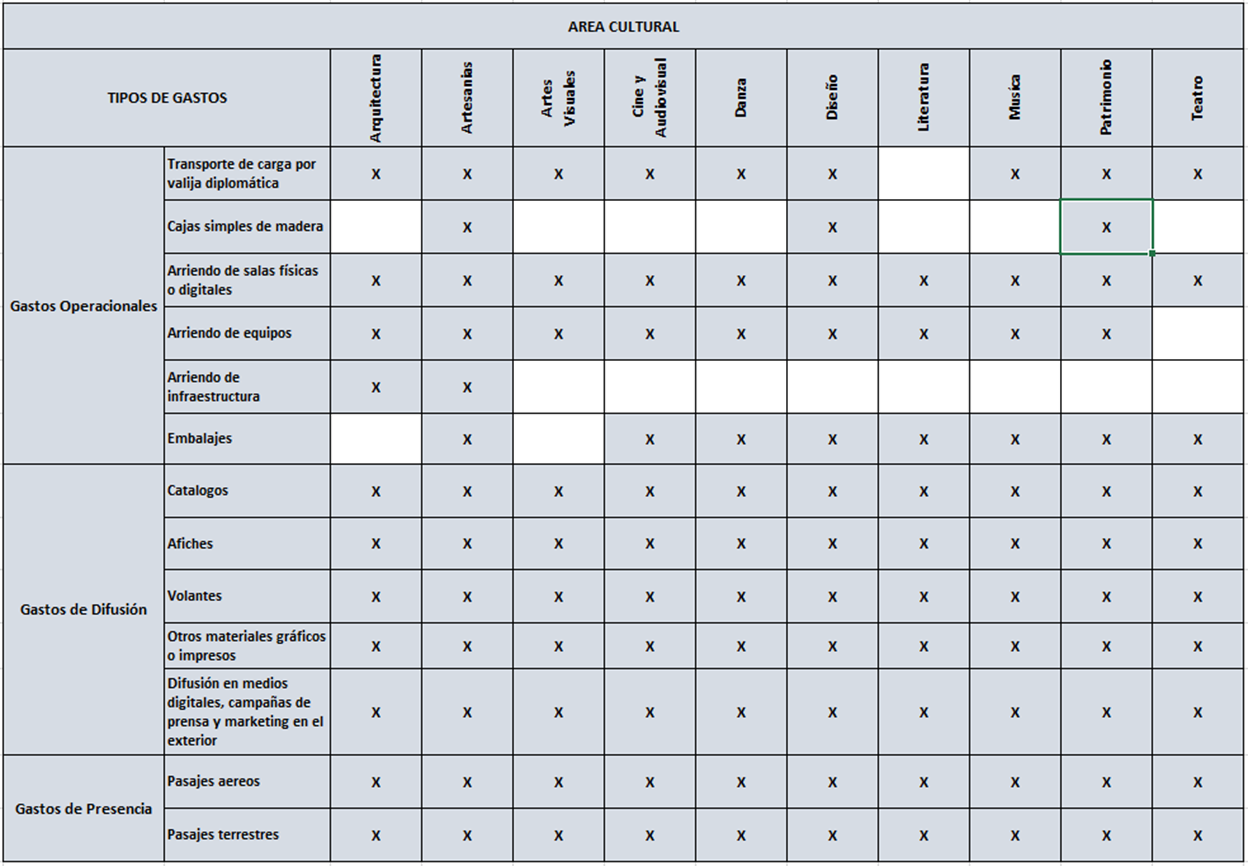 AREA CULTURAL
TIPOS DE GASTOS
Arquitectura
Artesanias
Artes
Visuales
Cine y
Audiovisual
Danza
Diseño
Literatura
Musica
Patrimonio
Teatro
Gastos Operacionales
Transporte de carga por
valija diplomática
X X X X X X X X X
Cajas simples de madera
X X X
Arriendo de salas físicas
o digitales
X X X X X X X X X X
Arriendo de equipos
X X X X X X X X X
Arriendo de
infraestructura
X X
Embalajes
X X X X X X X X
Gastos de Difusión
Catalogos
X X X X X X X X X X
Afiches
X X X X X X X X X X
Volantes
X X X X X X X X X X
Otros materiales gráficos
o impresos
X X X X X X X X X X
Difusión en medios
digitales, campañas de
prensa y marketing en el
exterior
X X X X X X X X X X
Gastos de Presencia
Pasajes aereos
X X X X X X X X X X
Pasajes terrestres
X X X X X X X X X X